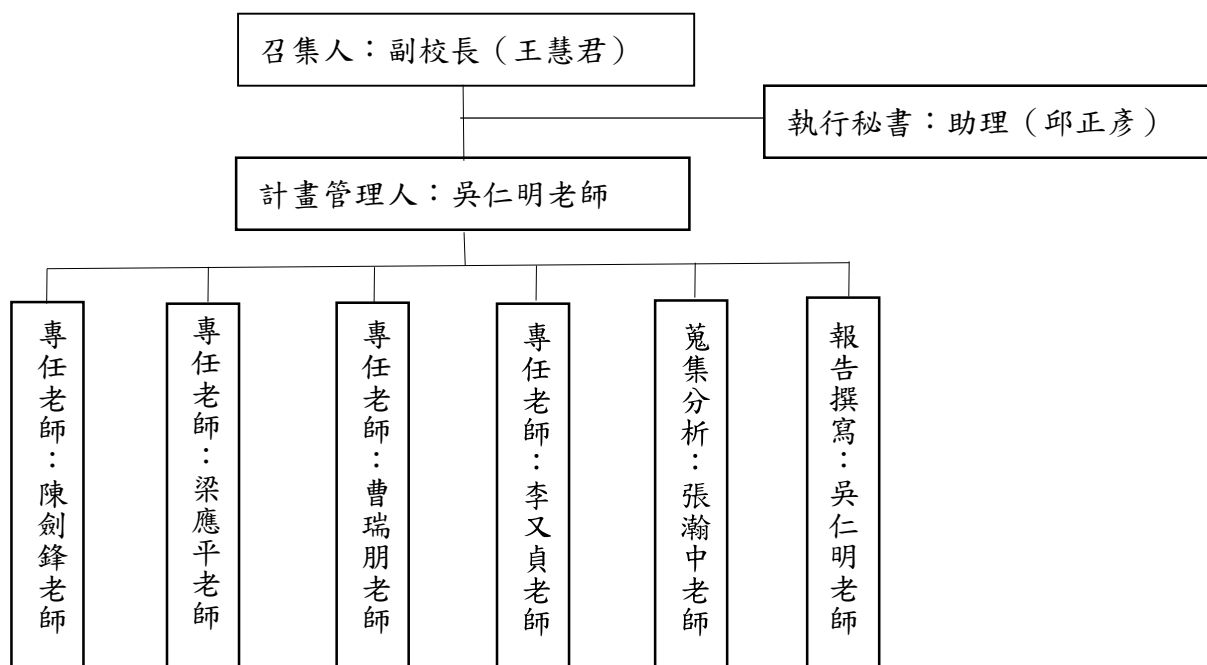 召集人：副校長（王慧君）
執行秘書：助理（邱正彥）
計畫管理人：吳仁明老師
專任老師：陳劍鋒老師
專任老師：梁應平老師
專任老師：曹瑞朋老師
專任老師：李又貞老師
蒐集分析：張瀚中老師
報告撰寫：吳仁明老師